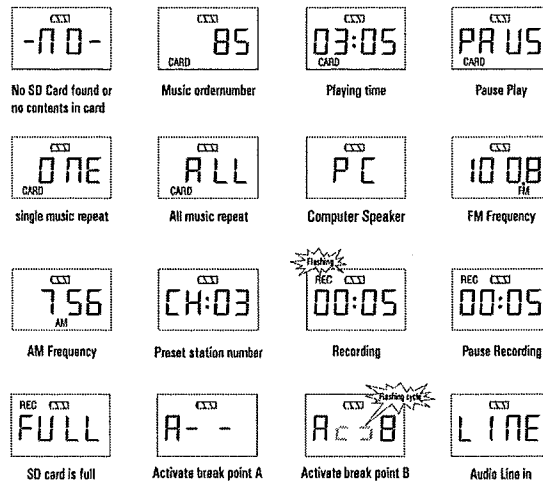 -NO-
85
CARD
03:05
CARD
PAUS
CARD
No SD Card found or
no contents in card
Music ordernumber
Playing time
Pause Play
ONE
CARD
ALL
CARD
PC
100.8
FM
single music repeat
All music repeat
Computer Speaker
FM Frequency
756
AM
CH:03
Flashing
REC
00:05
REC
00:05
AM Frequency
Preset station number
Recording
Pause Recording
REC
FULL
A- -
Flashing cycle
A B
LINE
SD card is full
Activate break point A
Activate break point B
Audio Line in